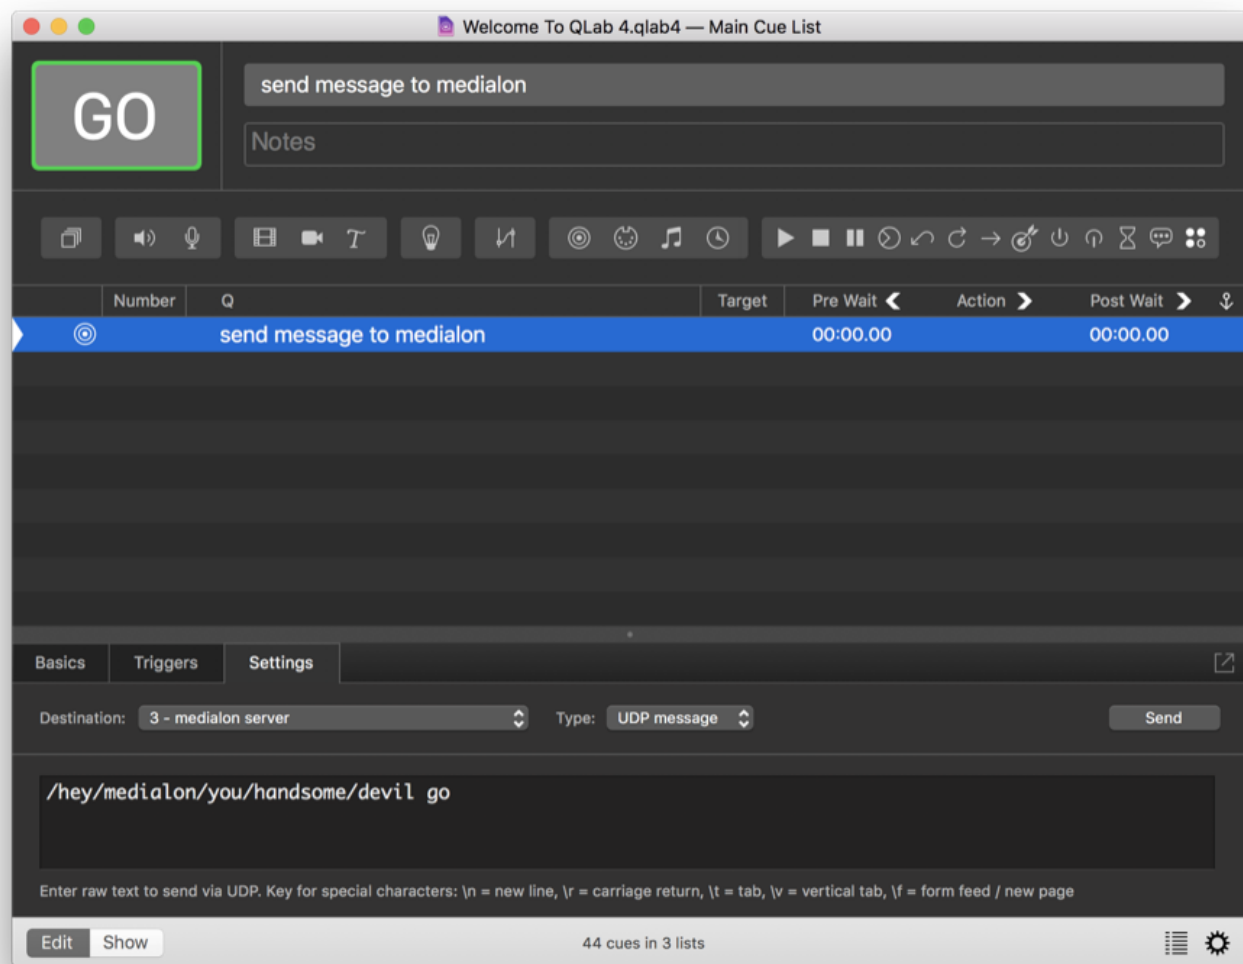 Welcome To QLab 4.qlab4 — Main Cue List
GO
send message to medialon
Notes
Number Q Target Pre Wait Action Post Wait
send message to medialon 00:00.00 00:00.00
Basics Triggers Settings
Destination: 3 - medialon server Type: UDP message Send
/hey/medialon/you/handsome/devil go
Enter raw text to send via UDP. Key for special characters: \n = new line, \r = carriage return, \t = tab, \v = vertical tab, \f = form feed / new page
Edit Show 44 cues in 3 lists